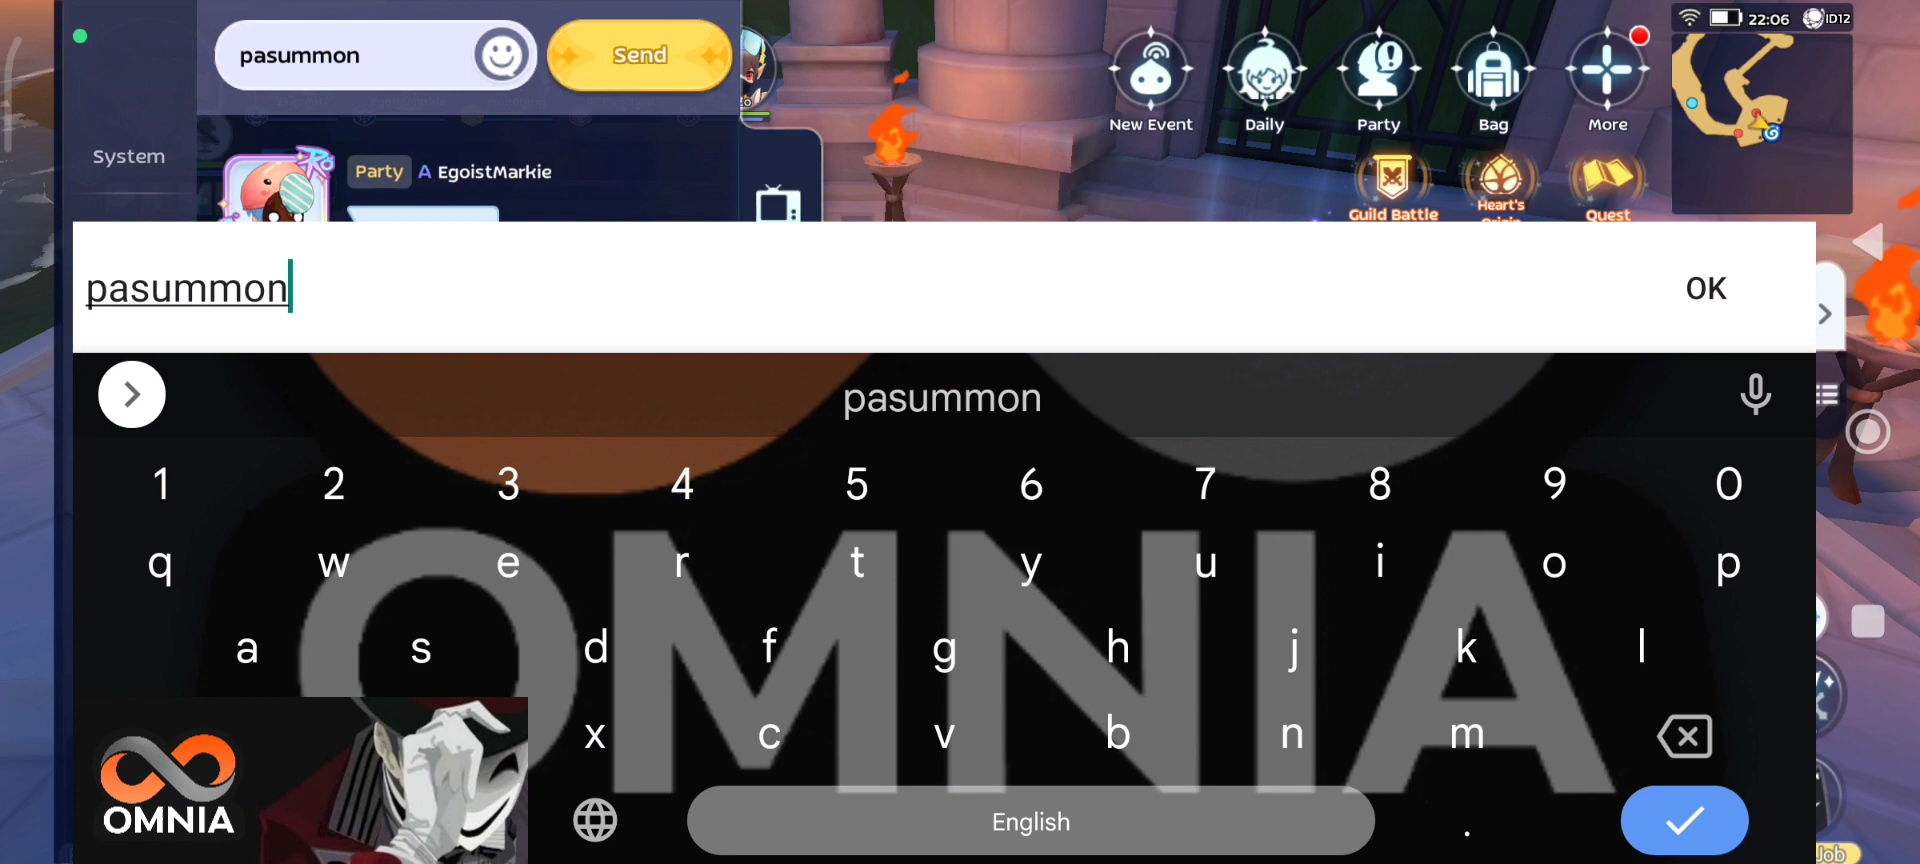 pasummon
Send
System
Party A EgoistMarkie
New Event
Daily
Party
Bag
More
22:06
ID12
Guild Battle
Heart's
Origin
Quest
pasummon
OK
pasummon
1 2 3 4 5 6 7 8 9 0
q w e r t y u i o p
a s d f g h j k l
x c v b n m
OMNIA
OMNIA
English
.
Job